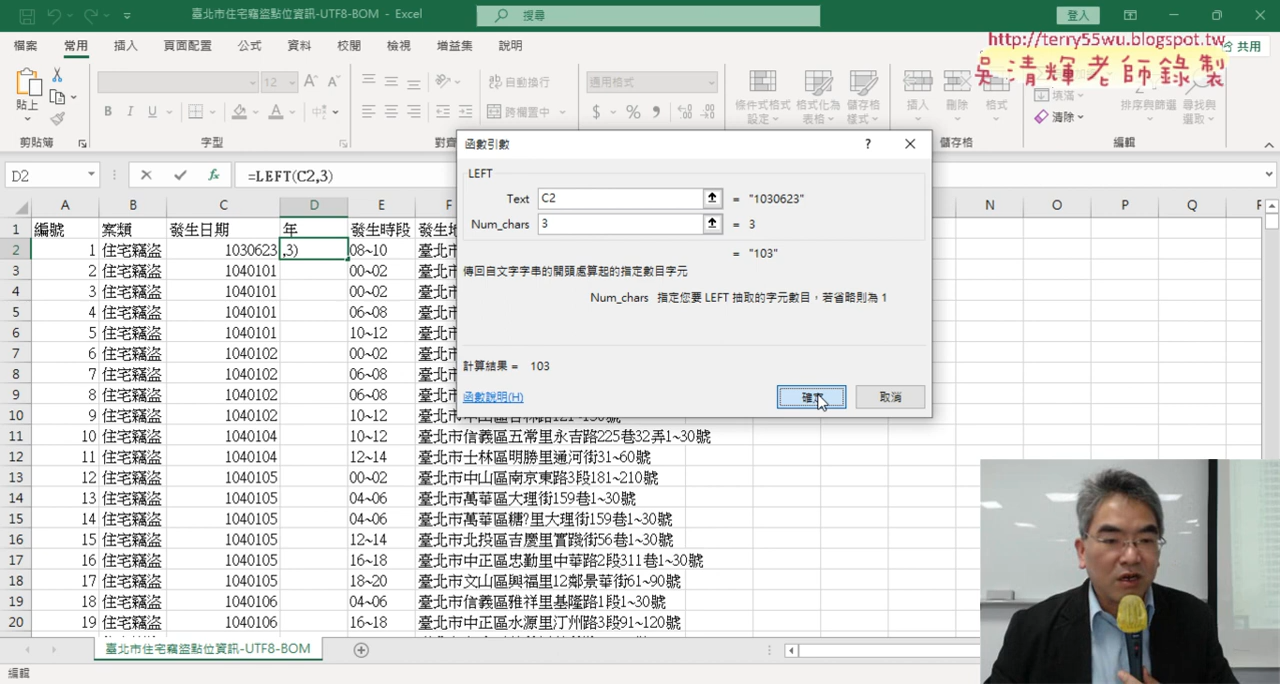 臺北市住宅竊盜點位資訊-UTF8-BOM - Excel
搜尋
登入
檔案 常用 插入 頁面配置 公式 資料 校閱 檢視 增益集 說明
http://terry55wu.blogspot.tw
共用
吳清輝老師錄製
貼上
12
B I U
自動換行
跨欄置中
通用格式
$ % 9
條件式格式設定
格式化為表格
儲存格樣式
插入 刪除 格式
填滿
清除
排序與篩選
尋找與選取
剪貼簿 字型 儲存格 編輯
D2
fx
=LEFT(C2,3)
函數引數
?
LEFT
Text C2 = "1030623"
Num_chars 3 = 3
= "103"
傳回自文字字串的開頭處算起的指定數目字元
Num_chars 指定您要 LEFT 抽取的字元數目，若省略則為 1
計算結果 = 103
函數說明(H)
確定
取消
A B C D E F N O P Q
1 編號 案類 發生日期 年 發生時段
2 1 住宅竊盜 1030623 ,3) 08~10 臺北市
3 2 住宅竊盜 1040101 00~02 臺北市
4 3 住宅竊盜 1040101 00~02 臺北市
5 4 住宅竊盜 1040101 06~08 臺北市
6 5 住宅竊盜 1040101 10~12 臺北市
7 6 住宅竊盜 1040102 00~02 臺北市
8 7 住宅竊盜 1040102 06~08 臺北市
9 8 住宅竊盜 1040102 06~08 臺北市
10 9 住宅竊盜 1040102 10~12
11 10 住宅竊盜 1040104 10~12 臺北市信義區五常里永吉路225巷32弄1~30號
12 11 住宅竊盜 1040104 12~14 臺北市士林區明勝里通河街31~60號
13 12 住宅竊盜 1040105 00~02 臺北市中山區南京東路3段181~210號
14 13 住宅竊盜 1040105 04~06 臺北市萬華區大理街159巷1~30號
15 14 住宅竊盜 1040105 04~06 臺北市萬華區糖?里大理街159巷1~30號
16 15 住宅竊盜 1040105 12~14 臺北市北投區吉慶里實踐街56巷1~30號
17 16 住宅竊盜 1040105 16~18 臺北市中正區忠勤里中華路2段311巷1~30號
18 17 住宅竊盜 1040105 18~20 臺北市文山區興福里12鄰景華街61~90號
19 18 住宅竊盜 1040106 04~06 臺北市信義區雅祥里基隆路1段1~30號
20 19 住宅竊盜 1040106 16~18 臺北市中正區水源里汀州路3段91~120號
臺北市住宅竊盜點位資訊-UTF8-BOM
編輯